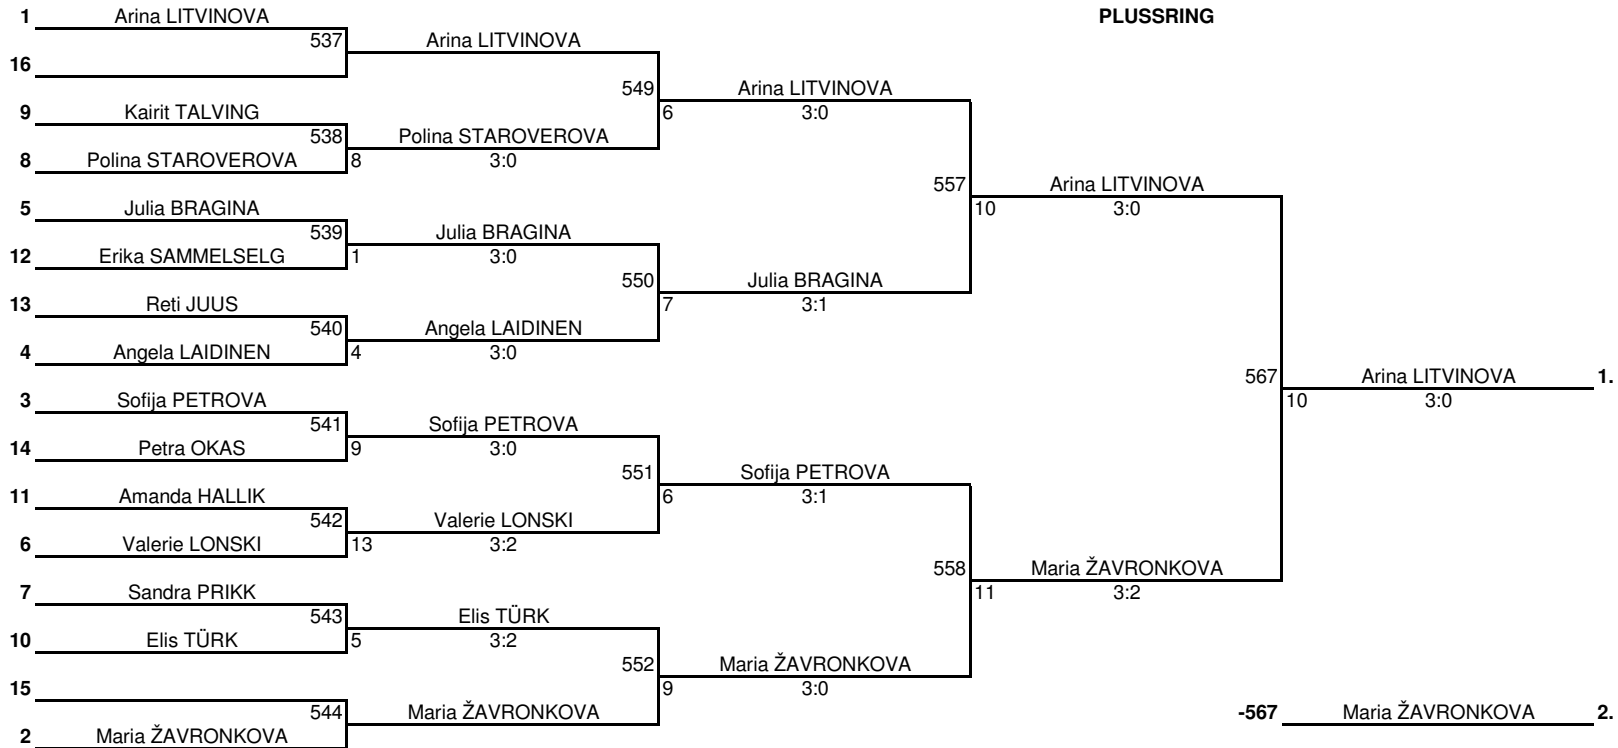 1 Arina LITVINOVA PLUSSRING
537 Arina LITVINOVA
16
549 Arina LITVINOVA
9 Kairit TALVING 6 3:0
538 Polina STAROVEROVA
8 Polina STAROVEROVA 8 3:0
557 Arina LITVINOVA
5 Julia BRAGINA 10 3:0
539 Julia BRAGINA
12 Erika SAMMELSELG 1 3:0
550 Julia BRAGINA
13 Reti JUUS 7 3:1
540 Angela LAIDINEN
4 Angela LAIDINEN 4 3:0
567 Arina LITVINOVA 1.
3 Sofija PETROVA 10 3:0
541 Sofija PETROVA
14 Petra OKAS 9 3:0
551 Sofija PETROVA
11 Amanda HALLIK 6 3:1
542 Valerie LONSKI
6 Valerie LONSKI 13 3:2
558 Maria ŽAVRONKOVA
7 Sandra PRIKK 11 3:2
543 Elis TÜRK
10 Elis TÜRK 5 3:2
552 Maria ŽAVRONKOVA
15 9 3:0
544 Maria ŽAVRONKOVA -567 Maria ŽAVRONKOVA 2.
2 Maria ŽAVRONKOVA